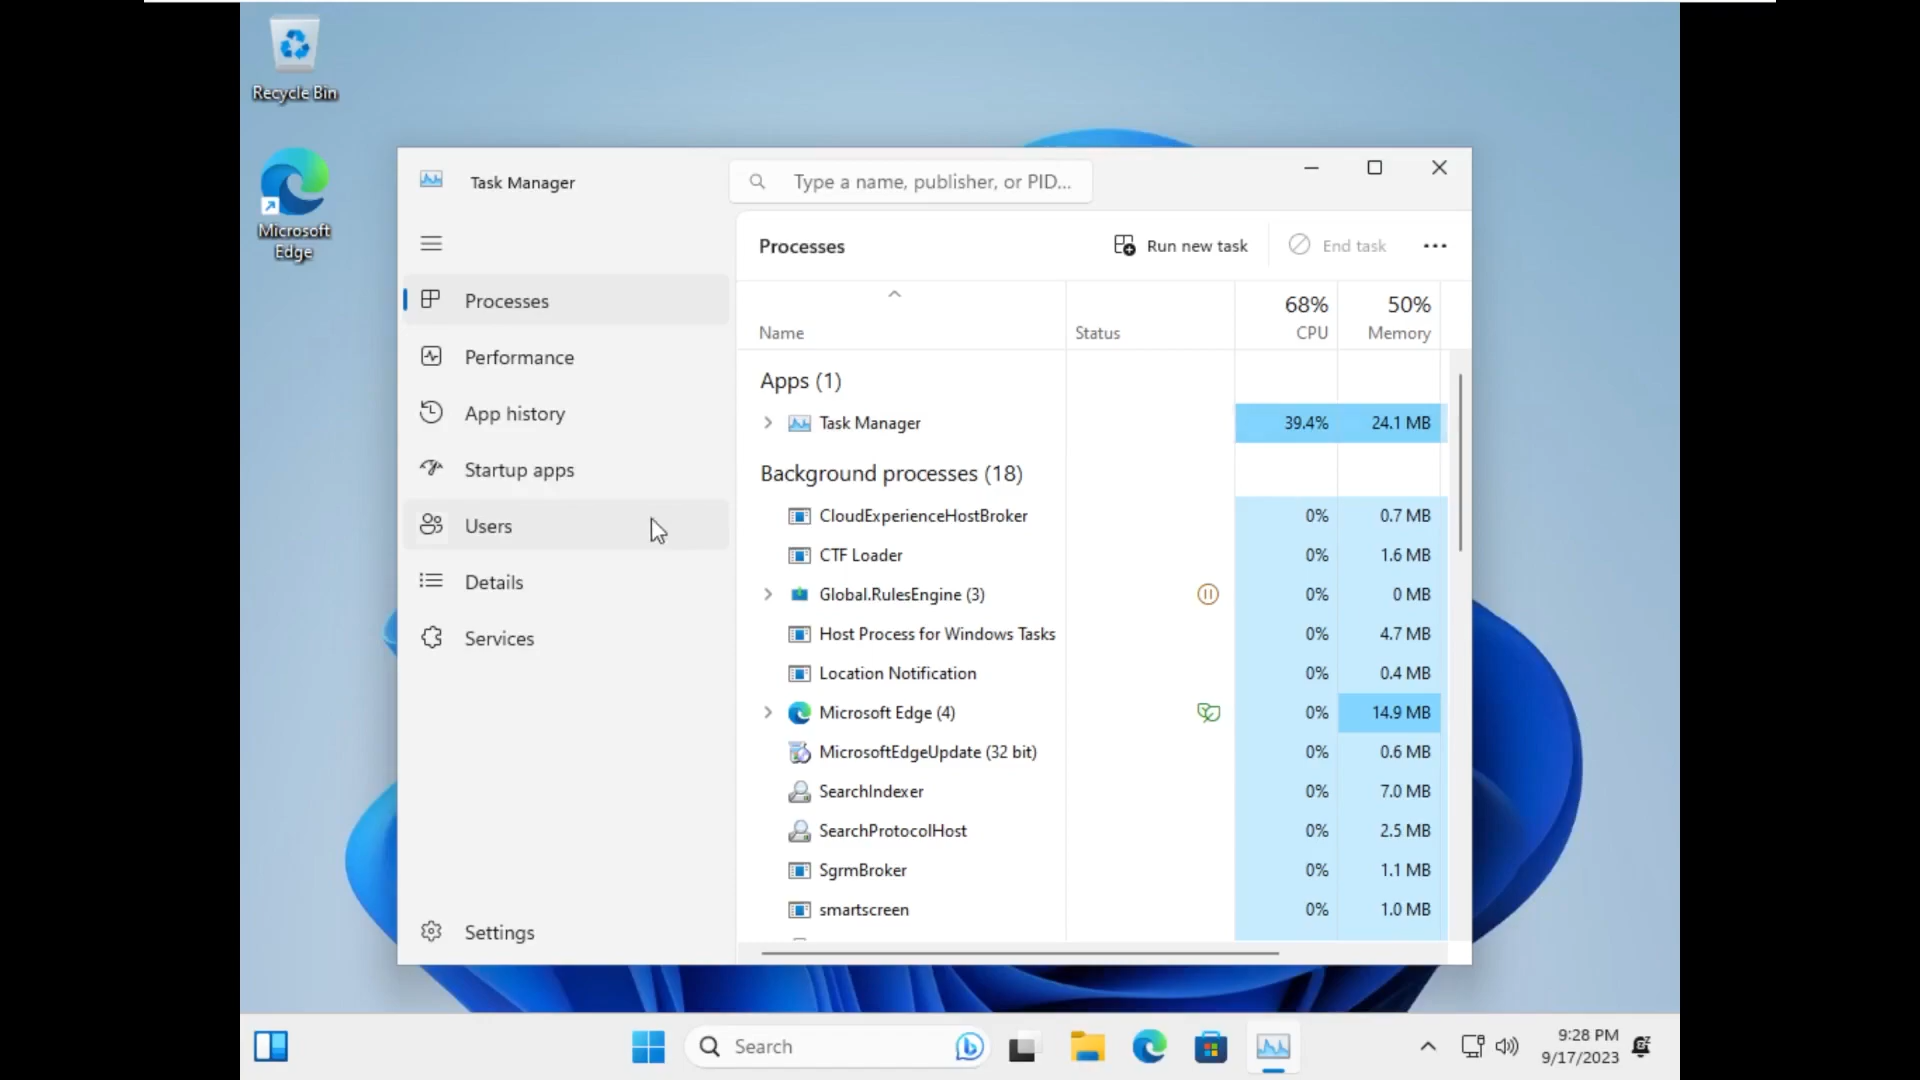 Recycle Bin
Microsoft
Edge
Task Manager
Type a name, publisher, or PID...
Processes
Performance
App history
Startup apps
Users
Details
Services
Settings
Processes
Run new task
End task
Name
Status
68%
CPU
50%
Memory
Apps (1)
Task Manager 39.4% 24.1 MB
Background processes (18)
CloudExperienceHostBroker 0% 0.7 MB
CTF Loader 0% 1.6 MB
Global.RulesEngine (3) 0% 0 MB
Host Process for Windows Tasks 0% 4.7 MB
Location Notification 0% 0.4 MB
Microsoft Edge (4) 0% 14.9 MB
MicrosoftEdgeUpdate (32 bit) 0% 0.6 MB
SearchIndexer 0% 7.0 MB
SearchProtocolHost 0% 2.5 MB
SgrmBroker 0% 1.1 MB
smartscreen 0% 1.0 MB
Search
9:28 PM
9/17/2023